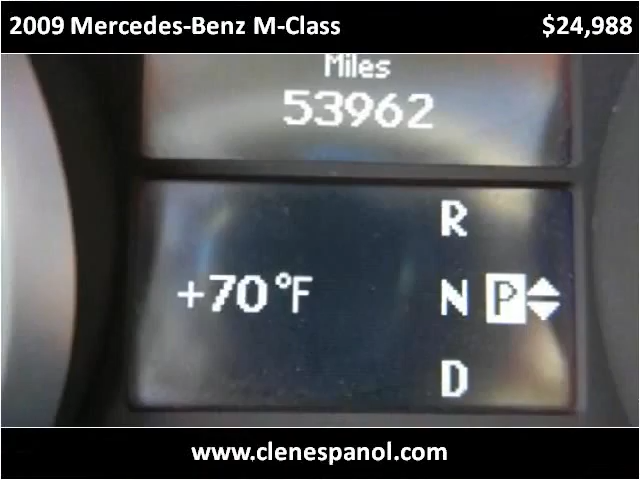 2009 Mercedes-Benz M-Class $24,988
Miles
53962
R
+70°F N P
D
www.clenespanol.com